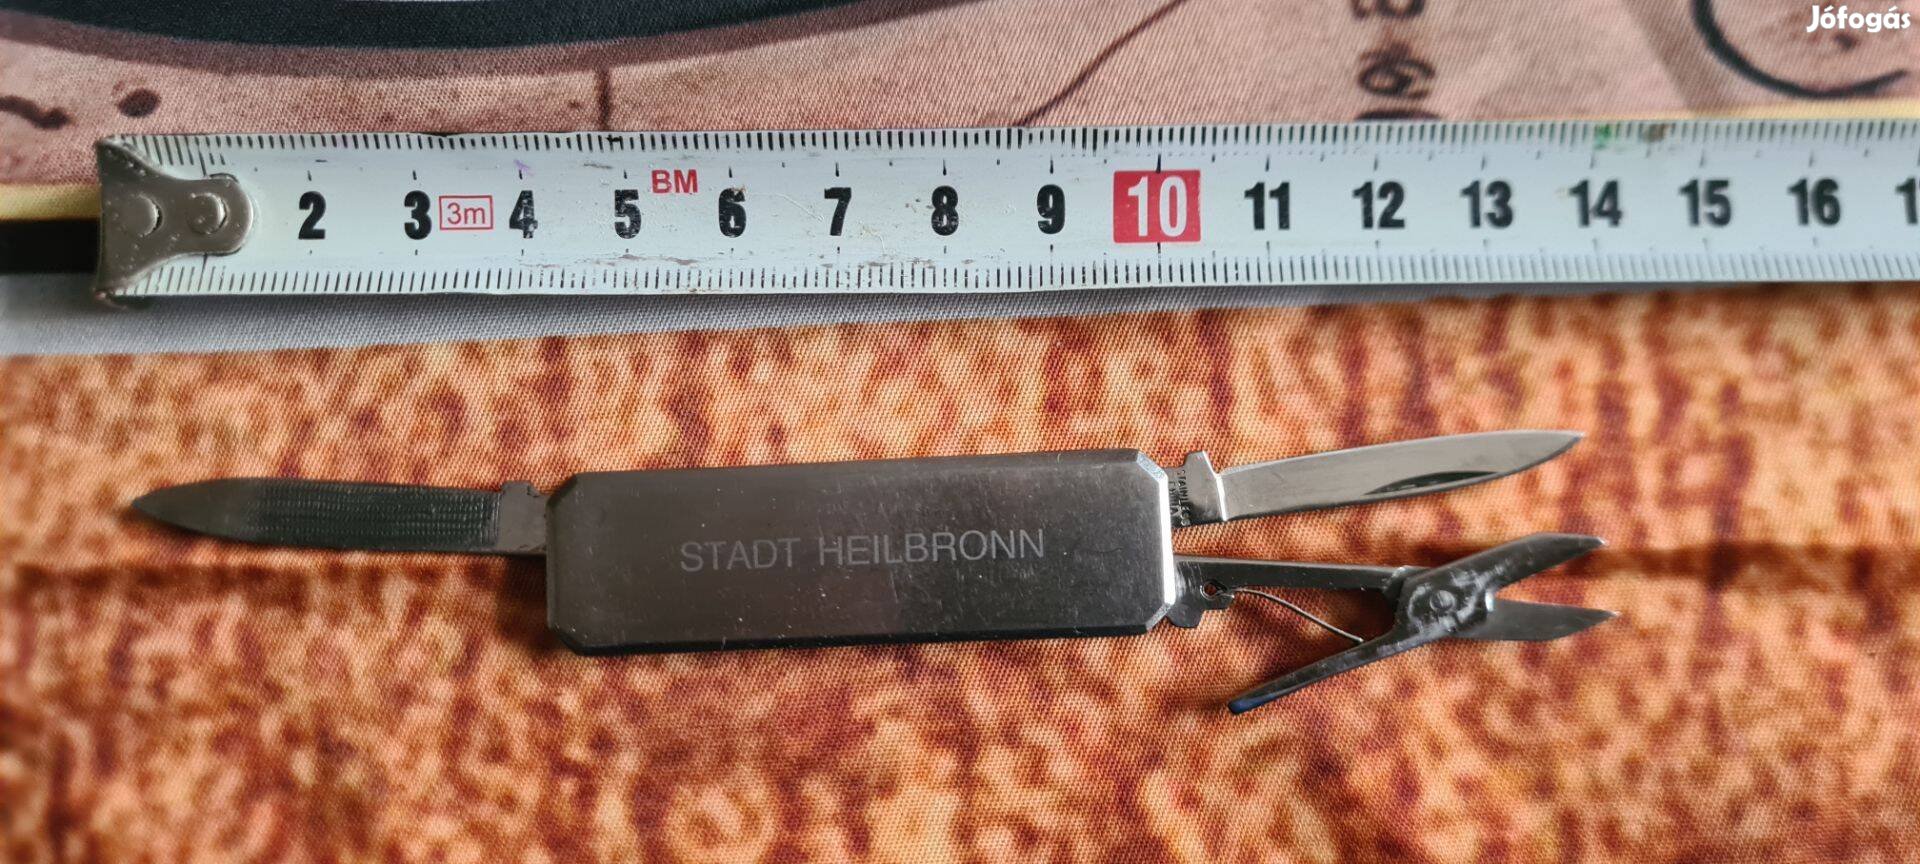 Jófogás
2 3 3m 4 5 BM 6 7 8 9 10 11 12 13 14 15 16
STADT HEILBRONN
STAINLESS